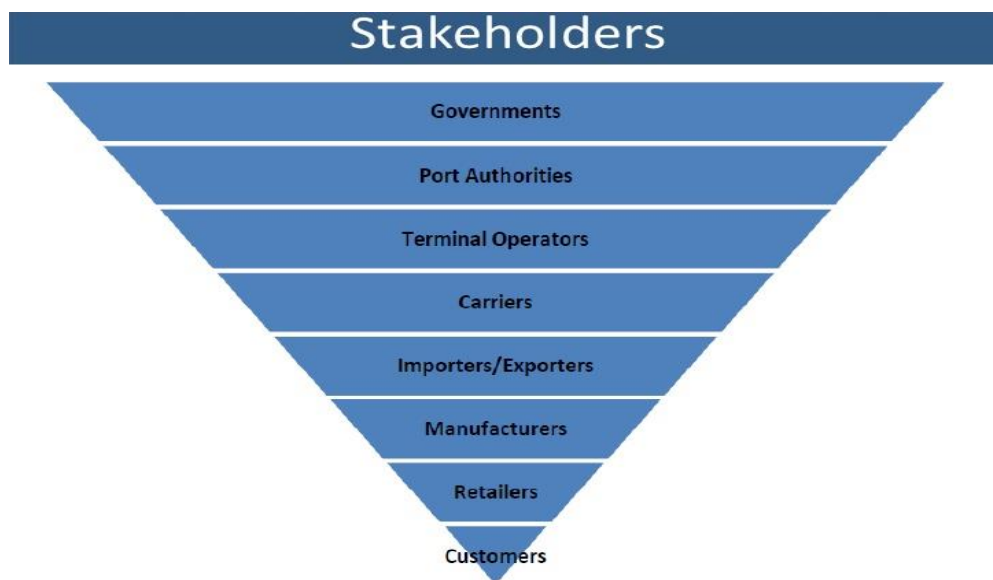 Stakeholders
Governments
Port Authorities
Terminal Operators
Carriers
Importers/Exporters
Manufacturers
Retailers
Customers